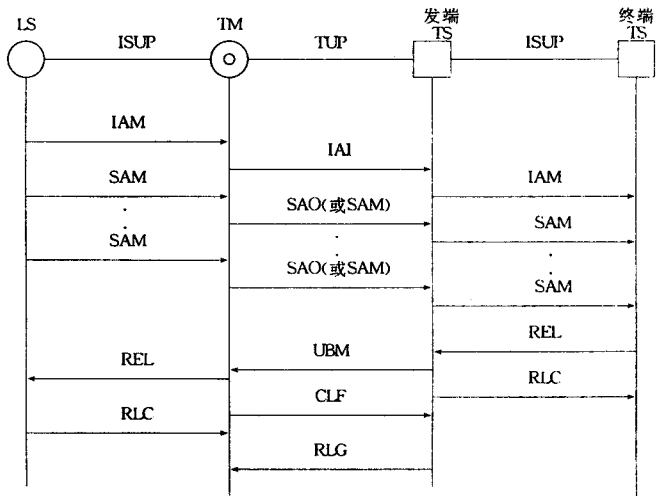 LS
TM
发端
TS
终端
TS
ISUP
TUP
ISUP
IAM
IAI
SAM
IAM
SAO(或SAM)
SAM
SAM
SAO(或SAM)
SAM
REL
UBM
REL
RLC
CLF
RLC
RLG